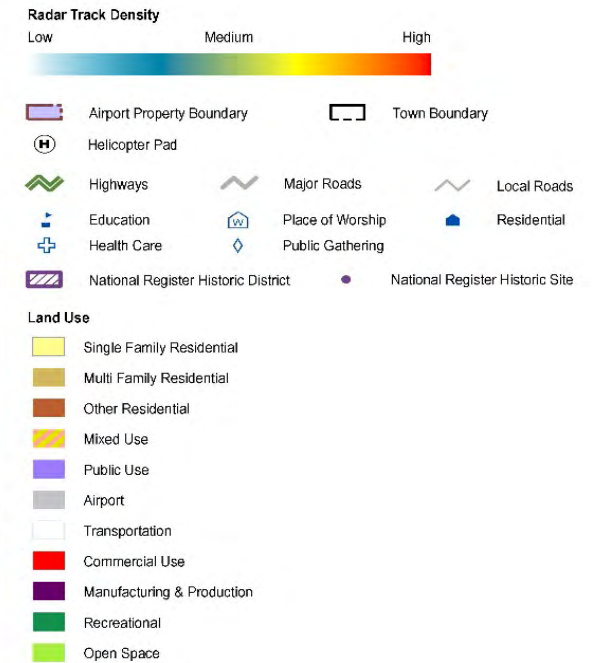 Radar Track Density
Low Medium High
Airport Property Boundary Town Boundary
H Helicopter Pad
Highways Major Roads Local Roads
Education W Place of Worship Residential
Health Care Public Gathering
National Register Historic District National Register Historic Site
Land Use
Single Family Residential
Multi Family Residential
Other Residential
Mixed Use
Public Use
Airport
Transportation
Commercial Use
Manufacturing & Production
Recreational
Open Space